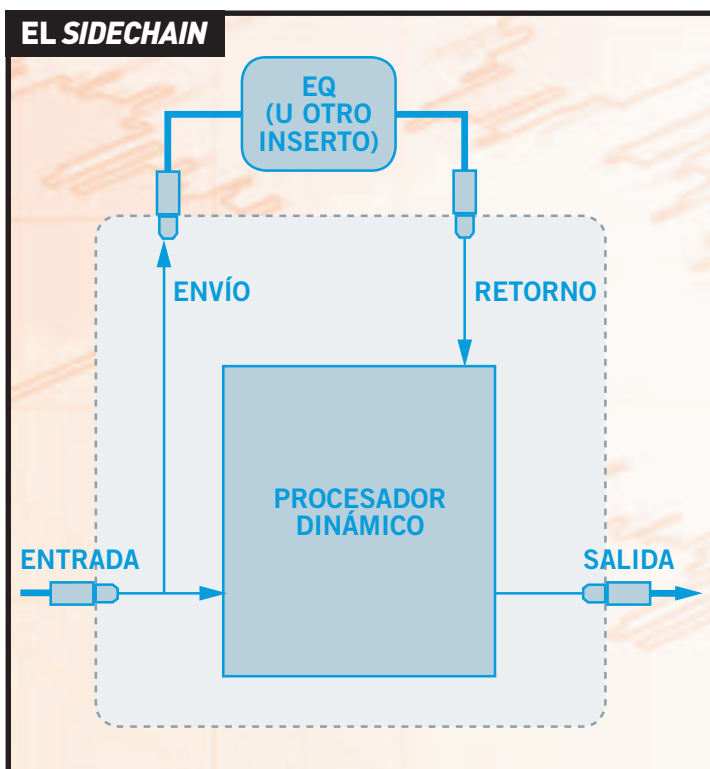 EL SIDECHAIN
EQ
(U OTRO
INSERTO)
ENVÍO
RETORNO
PROCESADOR
DINÁMICO
ENTRADA
SALIDA